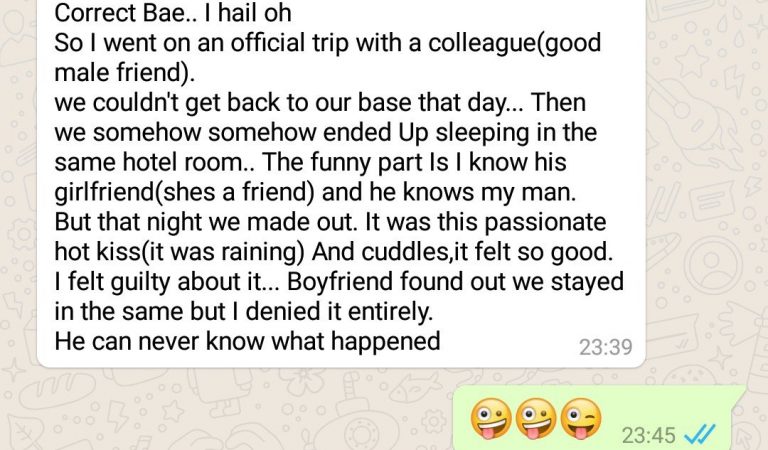 Correct Bae.. I hail oh
So I went on an official trip with a colleague(good
male friend).
we couldn't get back to our base that day... Then
we somehow somehow ended Up sleeping in the
same hotel room.. The funny part Is I know his
girlfriend(shes a friend) and he knows my man.
But that night we made out. It was this passionate
hot kiss(it was raining) And cuddles,it felt so good.
I felt guilty about it... Boyfriend found out we stayed
in the same but I denied it entirely.
He can never know what happened
23:39
🤪🤪😜
23:45